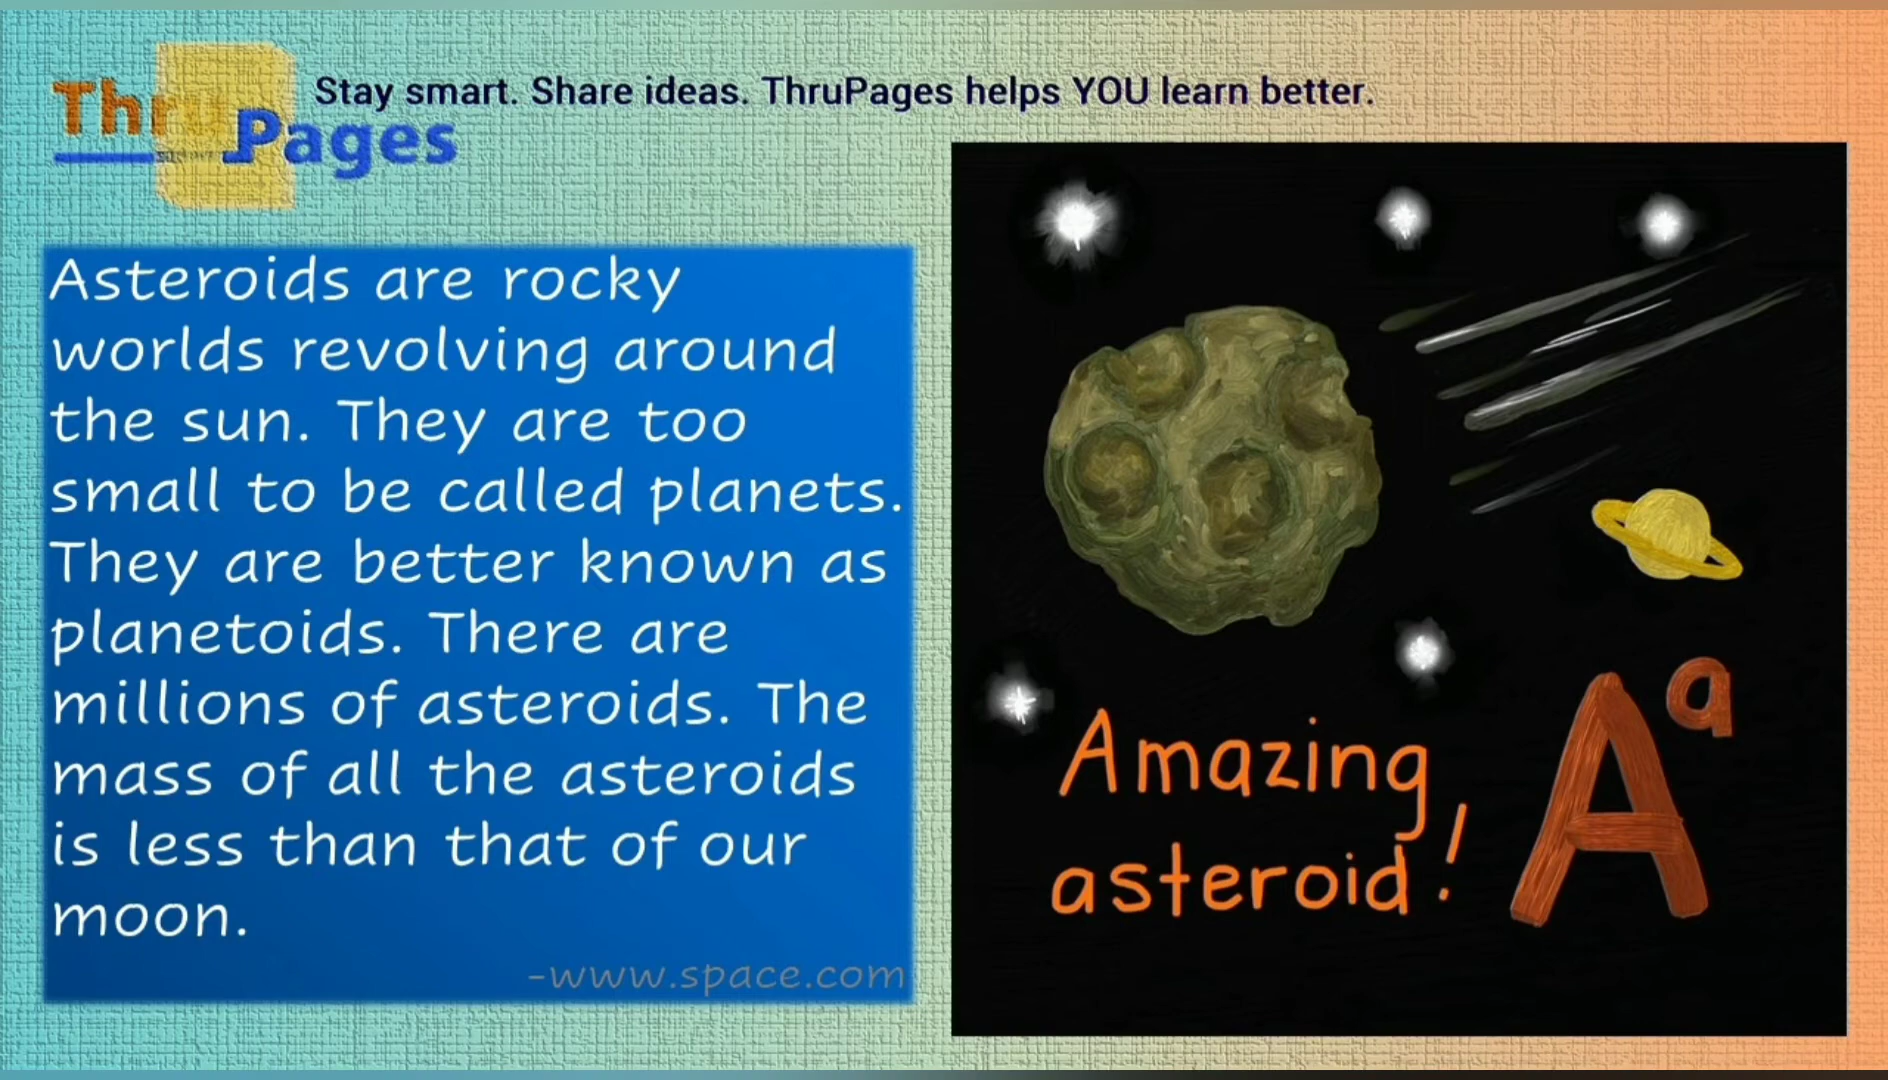 Thru
Pages
Stay smart. Share ideas. ThruPages helps YOU learn better.
Asteroids are rocky
worlds revolving around
the sun. They are too
small to be called planets.
They are better known as
planetoids. There are
millions of asteroids. The
mass of all the asteroids
is less than that of our
moon.
-www.space.com
Amazing
asteroid!
A a